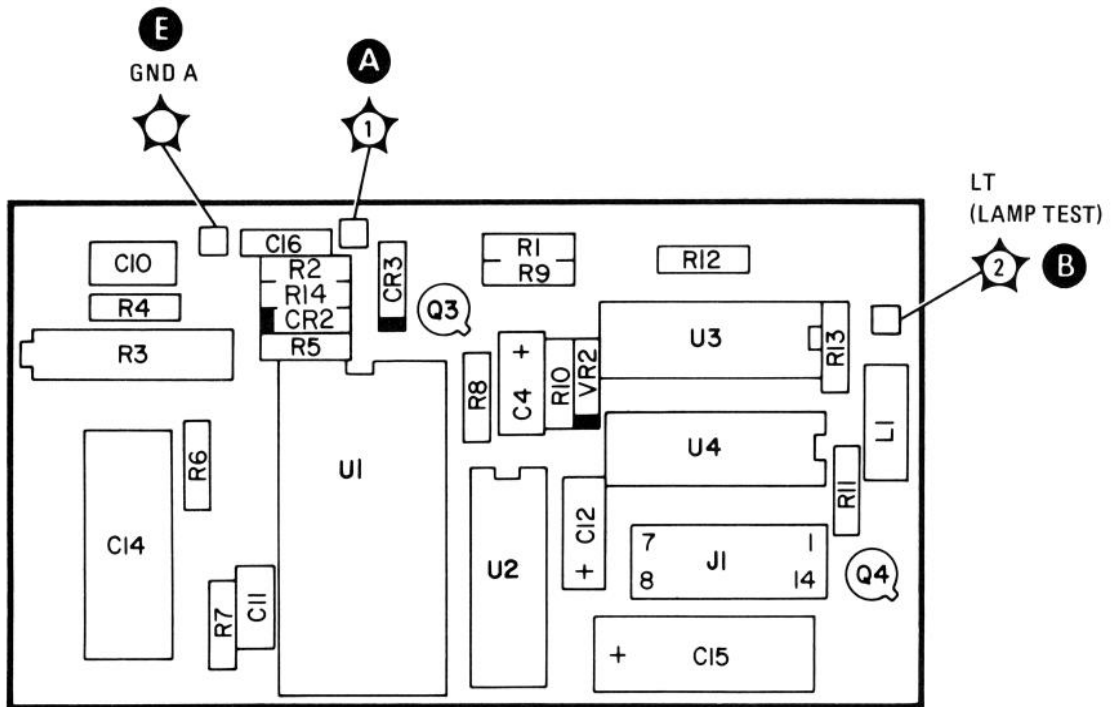 E
GND A
A
1
LT
(LAMP TEST)
2 B
C10
C16
R2
R14
CR2
R5
CR3
Q3
R1
R9
R12
R4
R3
R8
C4 +
R10
VR2
U3
R13
L1
U1
U4
R11
R6
C14
R7
C11
U2
+ C12
7 1
J1
8 14
Q4
+ C15